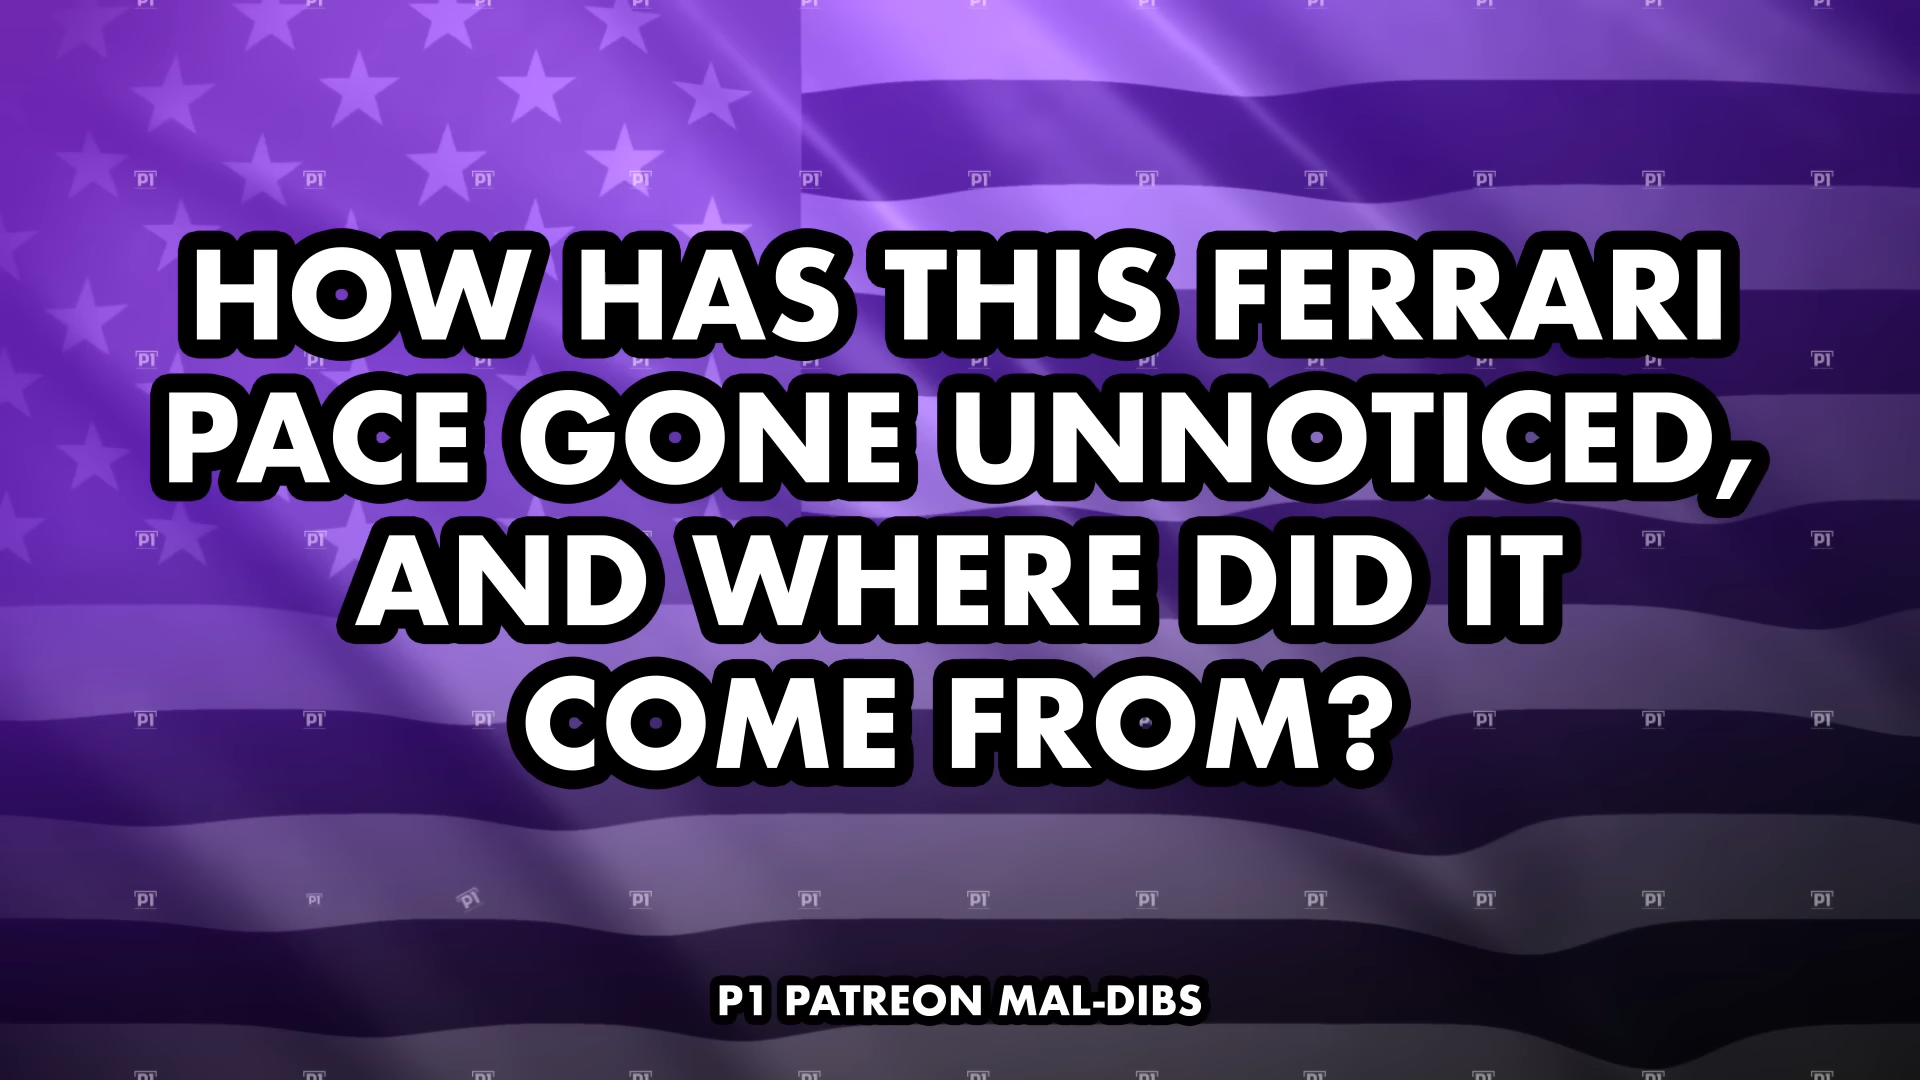 HOW HAS THIS FERRARI
PACE GONE UNNOTICED,
AND WHERE DID IT
COME FROM?
P1 PATREON MAL-DIBS